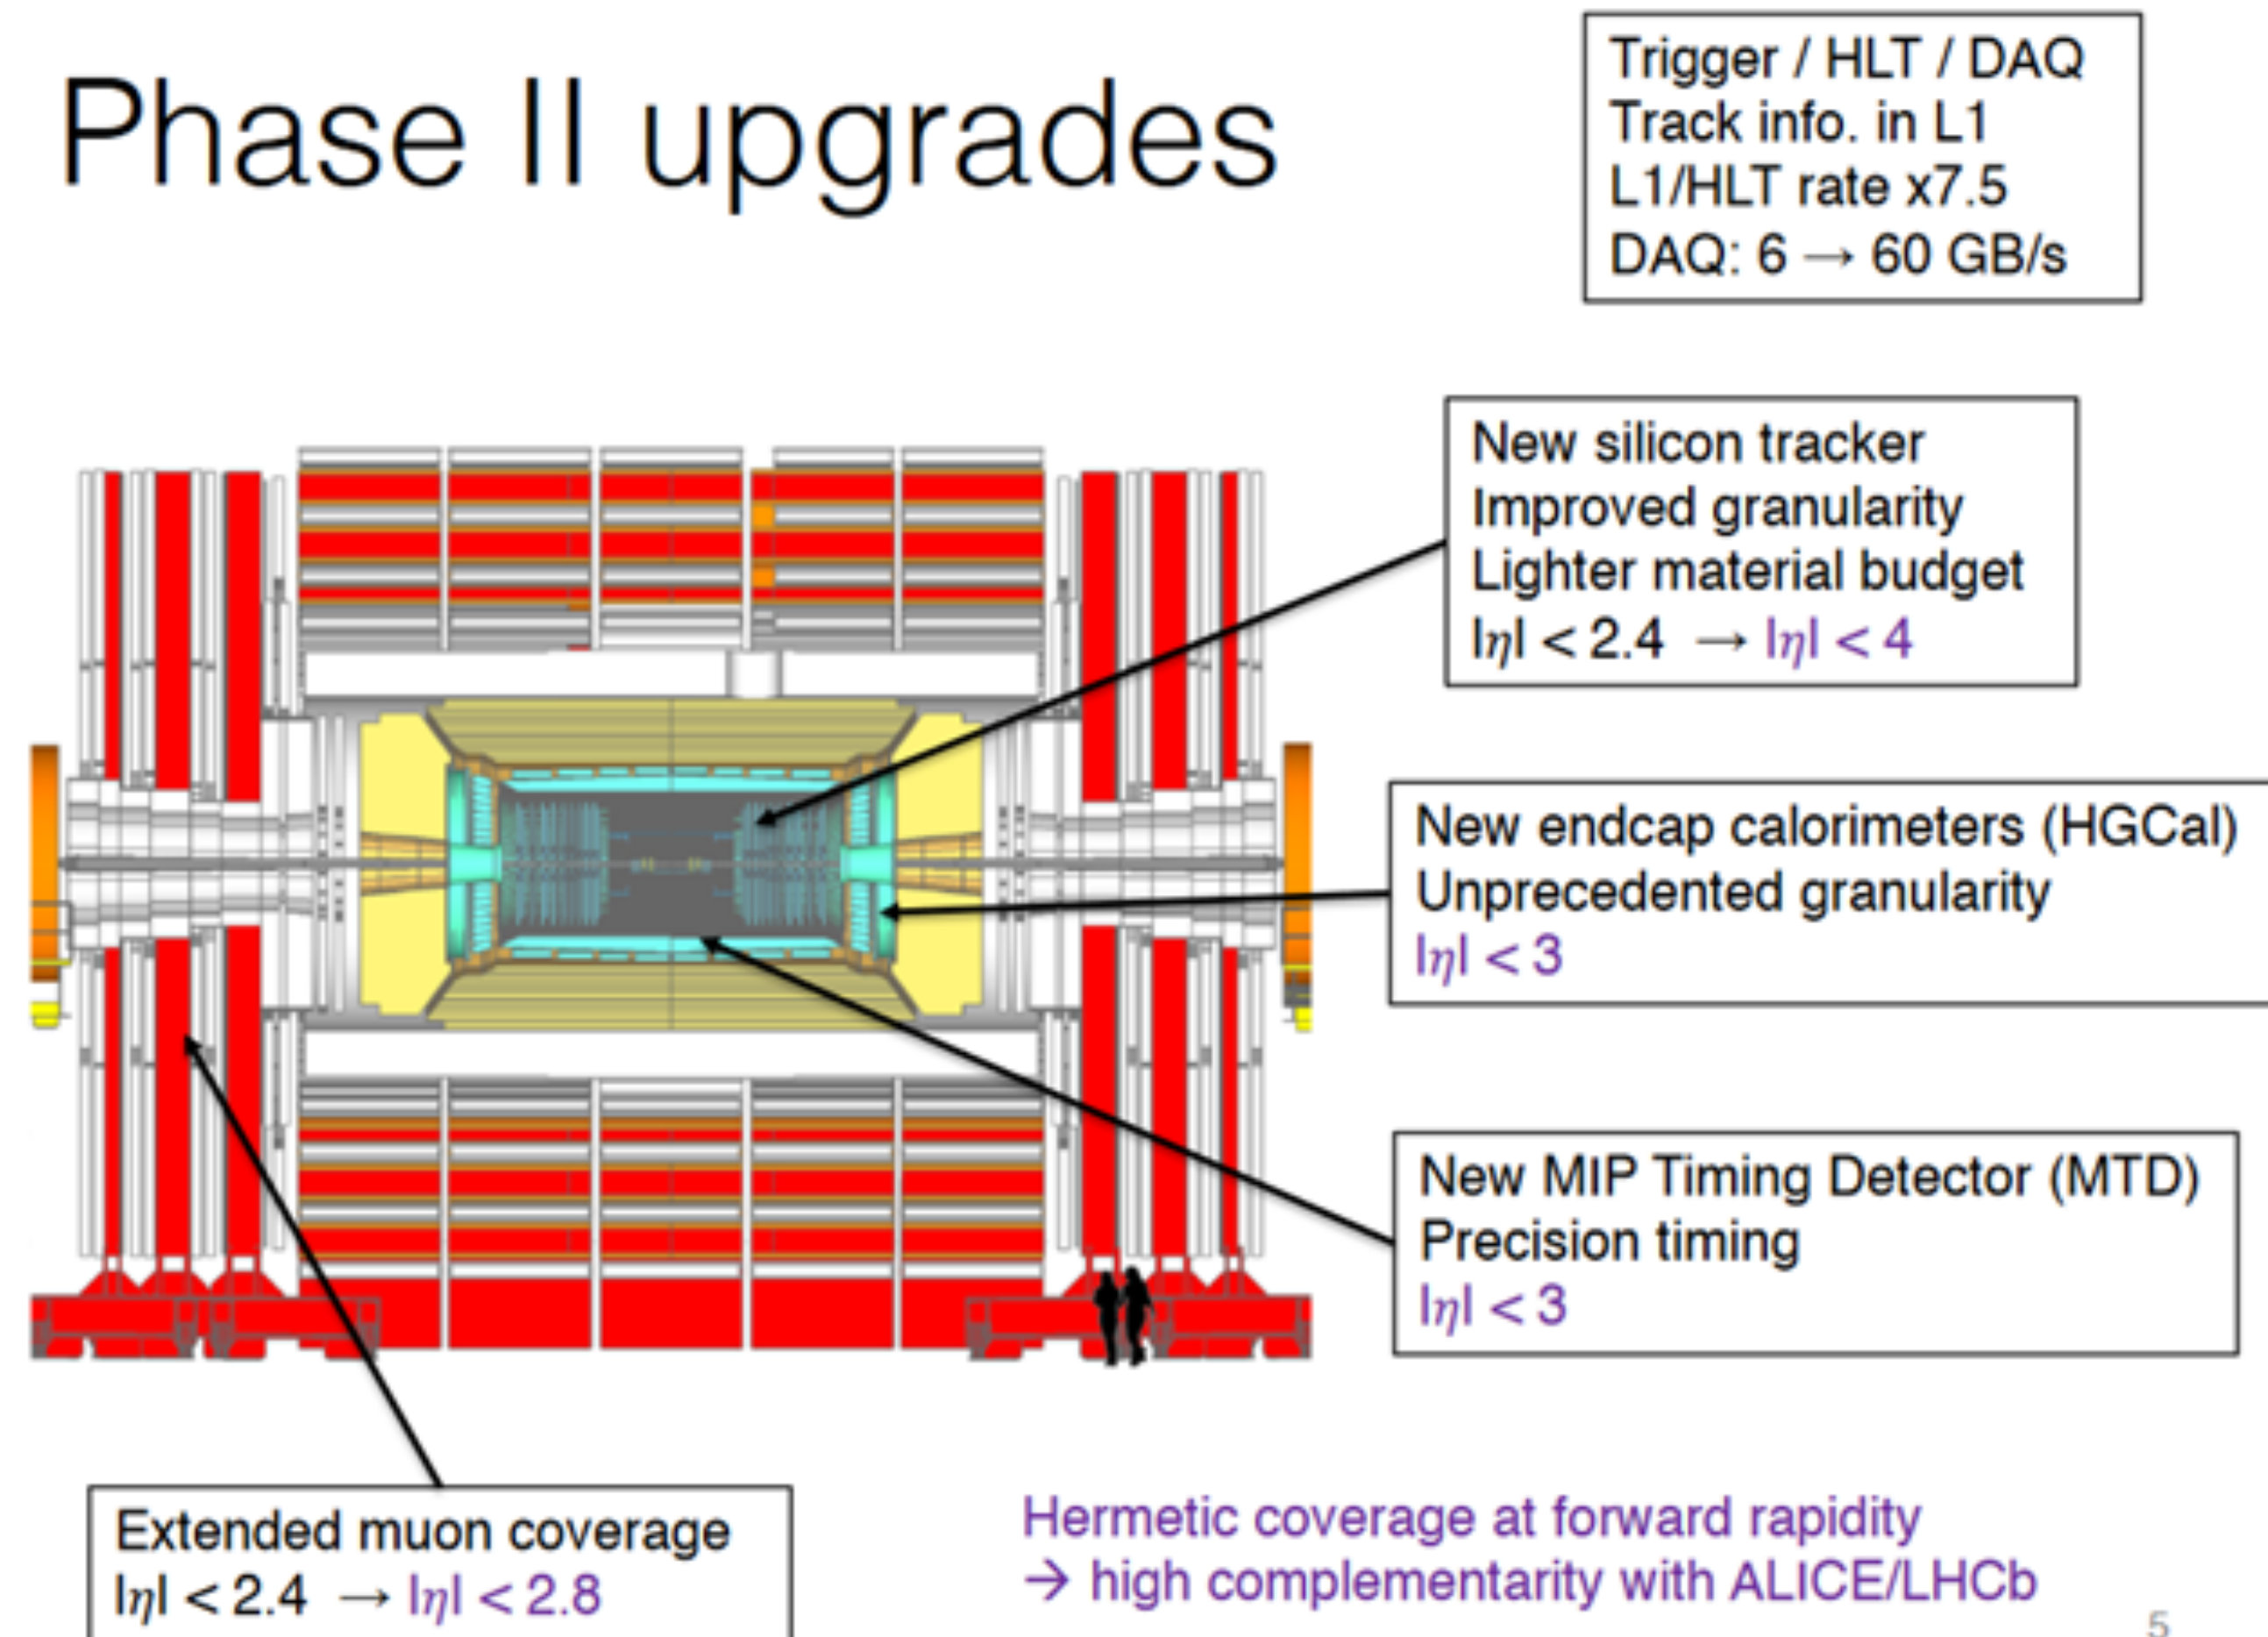 Phase II upgrades
Trigger / HLT / DAQ
Track info. in L1
L1/HLT rate x7.5
DAQ: 6 → 60 GB/s
New silicon tracker
Improved granularity
Lighter material budget
|η| < 2.4 → |η| < 4
New endcap calorimeters (HGCal)
Unprecedented granularity
|η| < 3
New MIP Timing Detector (MTD)
Precision timing
|η| < 3
Extended muon coverage
|η| < 2.4 → |η| < 2.8
Hermetic coverage at forward rapidity
→ high complementarity with ALICE/LHCb
5